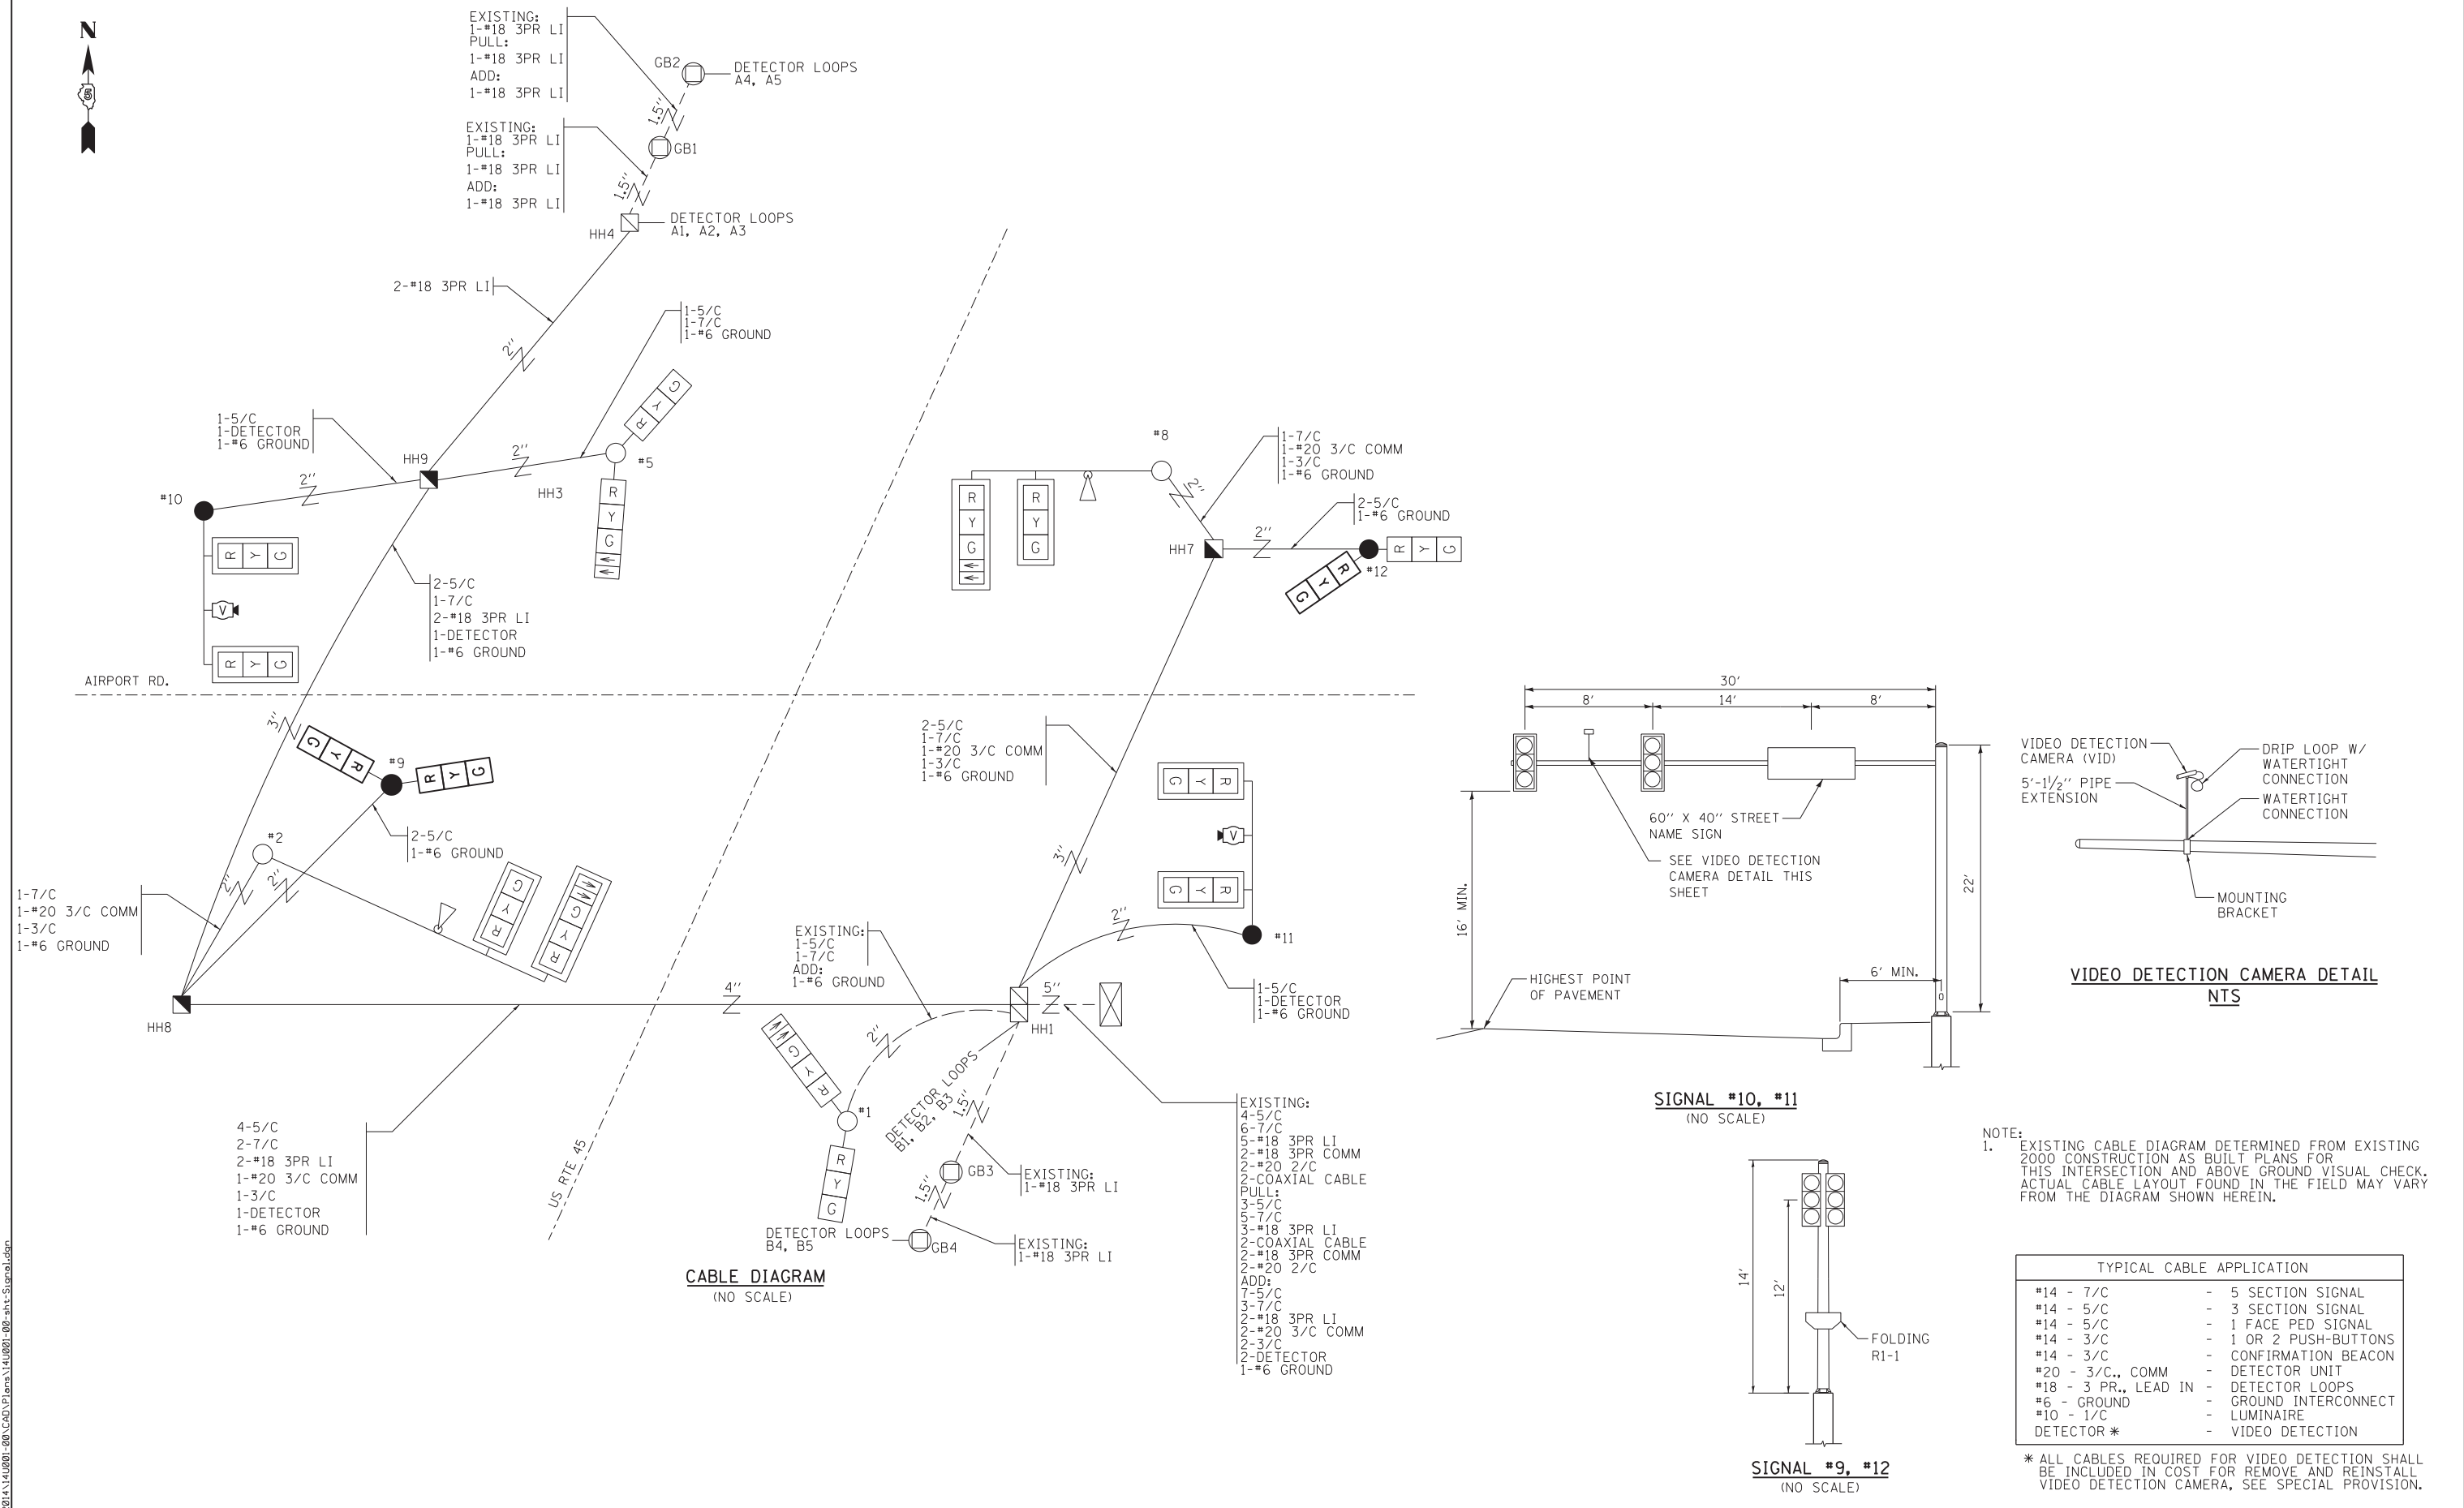 N
5
EXISTING:
1-#18 3PR LI
PULL:
1-#18 3PR LI
ADD:
1-#18 3PR LI
GB2
DETECTOR LOOPS
A4, A5
1.5"
EXISTING:
1-#18 3PR LI
PULL:
1-#18 3PR LI
ADD:
1-#18 3PR LI
GB1
1.5"
HH4
DETECTOR LOOPS
A1, A2, A3
2-#18 3PR LI
2"
1-5/C
1-7/C
1-#6 GROUND
R Y G
#5
R
Y
G
1-5/C
1-DETECTOR
1-#6 GROUND
HH9
2"
2"
HH3
#10
R Y G
V
R Y G
2-5/C
1-7/C
2-#18 3PR LI
1-DETECTOR
1-#6 GROUND
AIRPORT RD.
3"
#8
R
Y
G
R
Y
G
2"
1-7/C
1-#20 3/C COMM
1-3/C
1-#6 GROUND
2-5/C
1-#6 GROUND
HH7
2"
R Y G
#12
R Y G
R Y G
#9
R Y G
2-5/C
1-#6 GROUND
#2
2"
2"
1-7/C
1-#20 3/C COMM
1-3/C
1-#6 GROUND
R Y G
R Y G
HH8
4"
2-5/C
1-7/C
1-#20 3/C COMM
1-3/C
1-#6 GROUND
3"
R Y G
V
R Y G
2"
#11
1-5/C
1-DETECTOR
1-#6 GROUND
EXISTING:
1-5/C
1-7/C
ADD:
1-#6 GROUND
5"
HH1
2"
R Y G
#1
R
Y
G
DETECTOR LOOPS
B1, B2, B3
1.5"
GB3
EXISTING:
1-#18 3PR LI
1.5"
DETECTOR LOOPS
B4, B5
GB4
EXISTING:
1-#18 3PR LI
4-5/C
2-7/C
2-#18 3PR LI
1-#20 3/C COMM
1-3/C
1-DETECTOR
1-#6 GROUND
US RTE 45
EXISTING:
4-5/C
6-7/C
5-#18 3PR LI
2-#18 3PR COMM
2-#20 2/C
2-COAXIAL CABLE
PULL:
3-5/C
5-7/C
3-#18 3PR LI
2-COAXIAL CABLE
2-#18 3PR COMM
2-#20 2/C
ADD:
7-5/C
3-7/C
2-#18 3PR LI
2-#20 3/C COMM
2-3/C
2-DETECTOR
1-#6 GROUND
CABLE DIAGRAM
(NO SCALE)
30'
8'
14'
8'
60" X 40" STREET
NAME SIGN
SEE VIDEO DETECTION
CAMERA DETAIL THIS
SHEET
16' MIN.
22'
HIGHEST POINT
OF PAVEMENT
6' MIN.
SIGNAL #10, #11
(NO SCALE)
VIDEO DETECTION
CAMERA (VID)
5'-1½" PIPE
EXTENSION
DRIP LOOP W/
WATERTIGHT
CONNECTION
WATERTIGHT
CONNECTION
MOUNTING
BRACKET
VIDEO DETECTION CAMERA DETAIL
NTS
14'
12'
FOLDING
R1-1
SIGNAL #9, #12
(NO SCALE)
NOTE:
1. EXISTING CABLE DIAGRAM DETERMINED FROM EXISTING
2000 CONSTRUCTION AS BUILT PLANS FOR
THIS INTERSECTION AND ABOVE GROUND VISUAL CHECK.
ACTUAL CABLE LAYOUT FOUND IN THE FIELD MAY VARY
FROM THE DIAGRAM SHOWN HEREIN.
TYPICAL CABLE APPLICATION
#14 - 7/C - 5 SECTION SIGNAL
#14 - 5/C - 3 SECTION SIGNAL
#14 - 5/C - 1 FACE PED SIGNAL
#14 - 3/C - 1 OR 2 PUSH-BUTTONS
#14 - 3/C - CONFIRMATION BEACON
#20 - 3/C., COMM - DETECTOR UNIT
#18 - 3 PR., LEAD IN - DETECTOR LOOPS
#6 - GROUND - GROUND INTERCONNECT
#10 - 1/C - LUMINAIRE
DETECTOR * - VIDEO DETECTION
* ALL CABLES REQUIRED FOR VIDEO DETECTION SHALL
BE INCLUDED IN COST FOR REMOVE AND REINSTALL
VIDEO DETECTION CAMERA, SEE SPECIAL PROVISION.
2014\14U001-00\CAD\Plans\14U001-00-sht-Signal.dgn